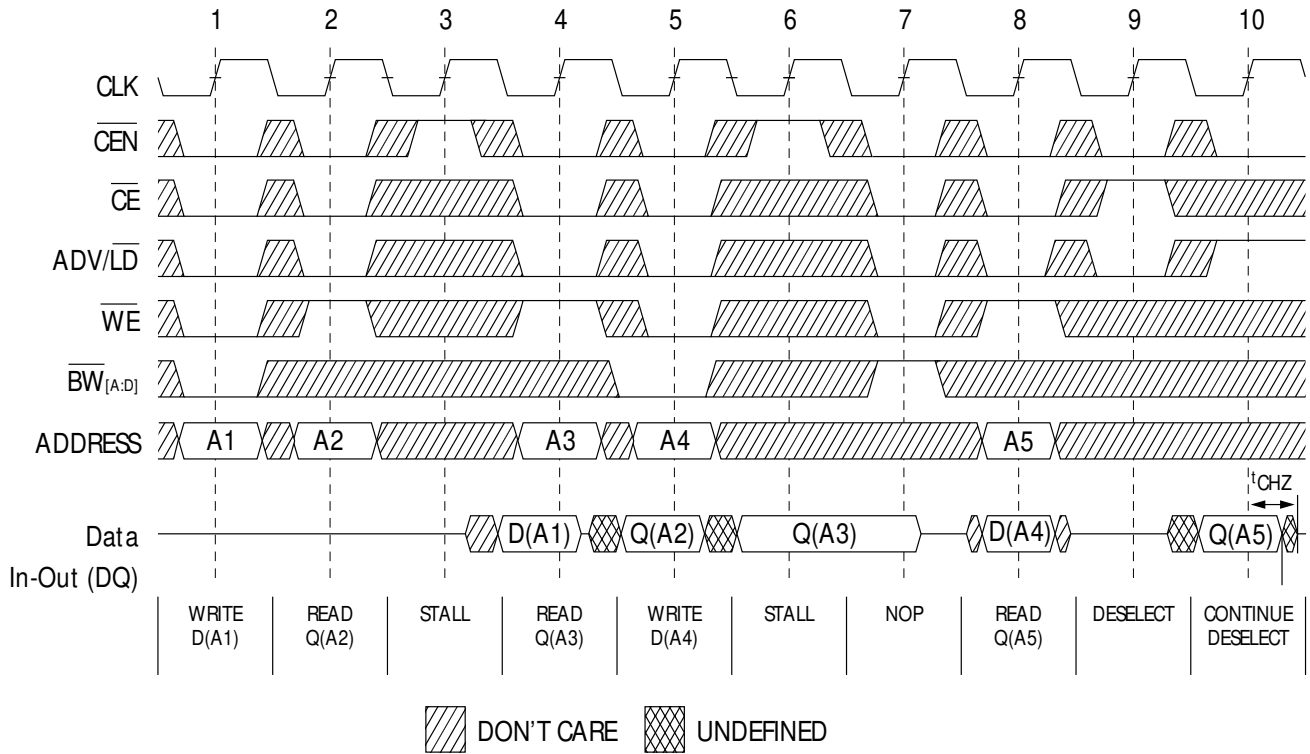 1 2 3 4 5 6 7 8 9 10
CLK
CEN
CE
ADV/LD
WE
BW[A:D]
ADDRESS A1 A2 A3 A4 A5
tCHZ
Data D(A1) Q(A2) Q(A3) D(A4) Q(A5)
In-Out (DQ)
WRITE READ STALL READ WRITE STALL NOP READ DESELECT CONTINUE
D(A1) Q(A2) Q(A3) D(A4) Q(A5) DESELECT
DON'T CARE UNDEFINED